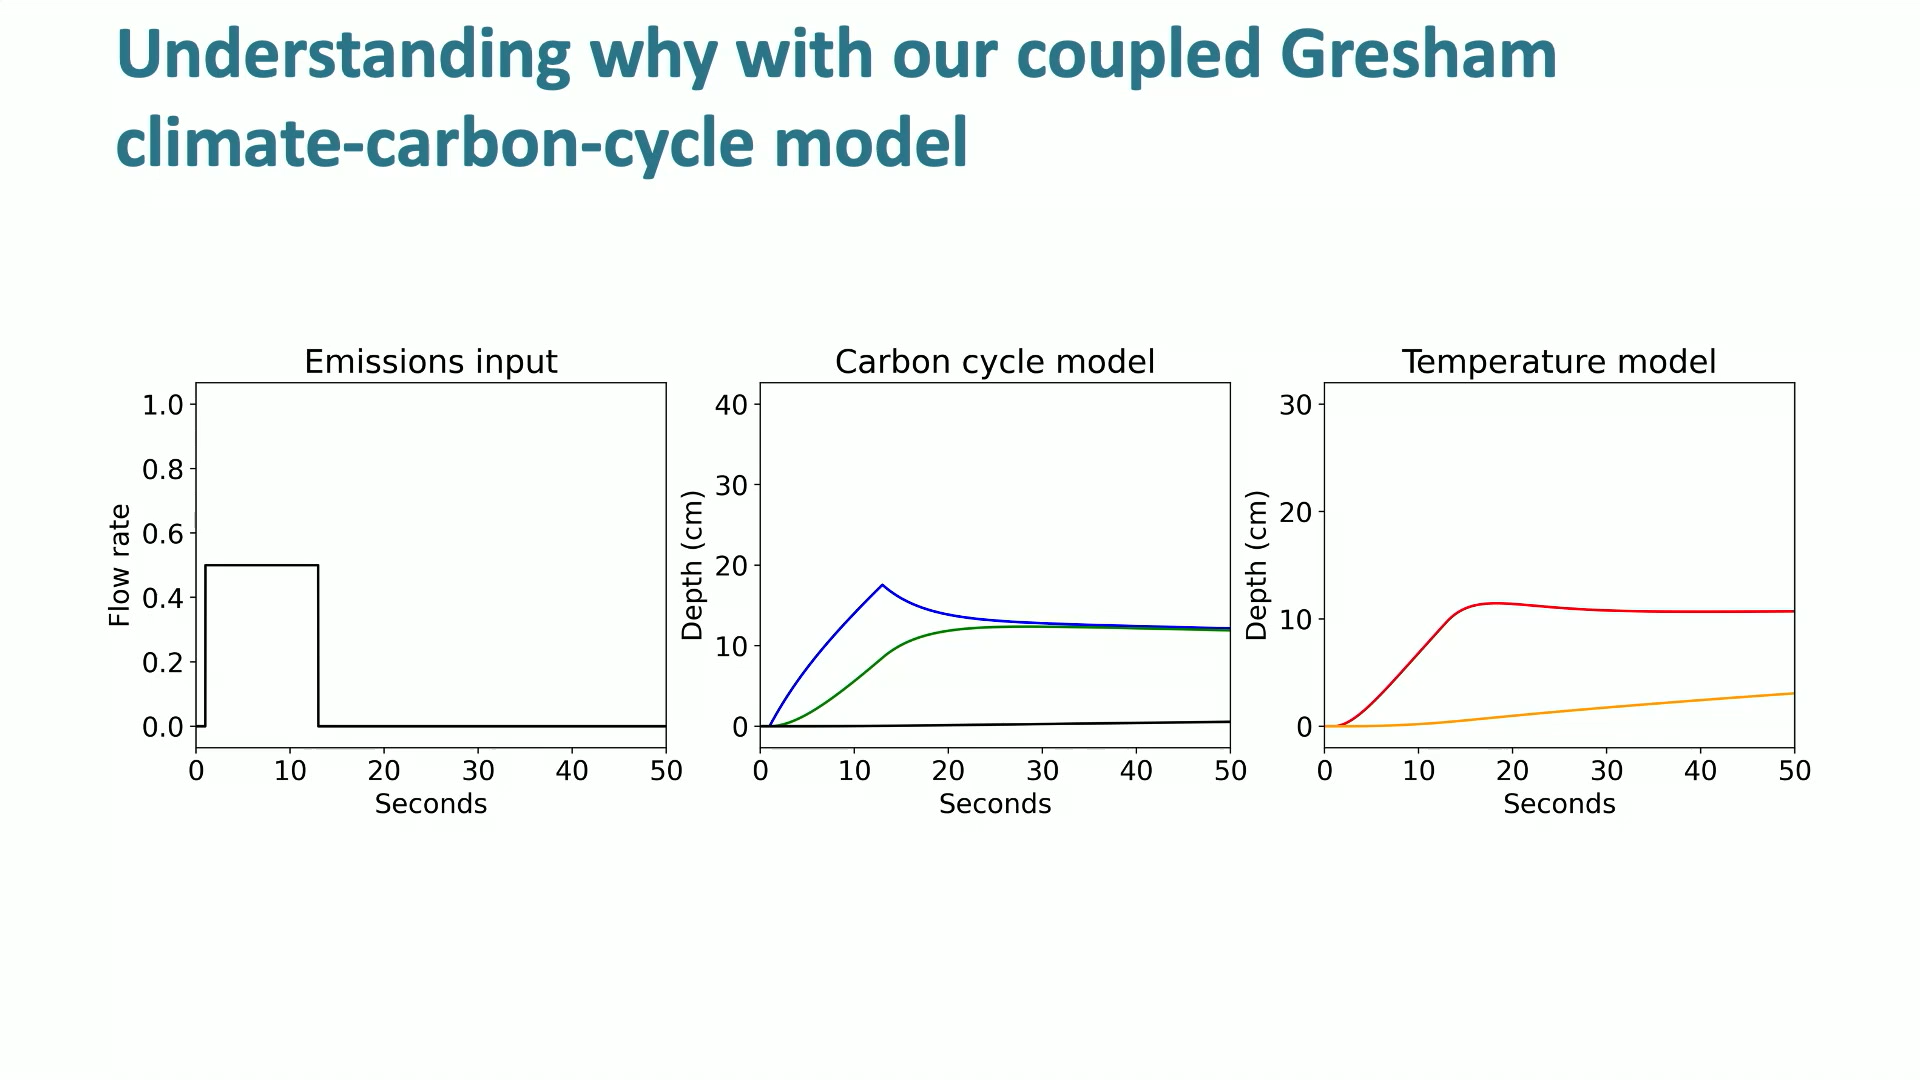 Understanding why with our coupled Gresham
climate-carbon-cycle model
Emissions input
1.0
0.8
0.6
0.4
0.2
0.0
Flow rate
0 10 20 30 40 50
Seconds
Carbon cycle model
40
30
20
10
0
Depth (cm)
0 10 20 30 40 50
Seconds
Temperature model
30
20
10
0
Depth (cm)
0 10 20 30 40 50
Seconds